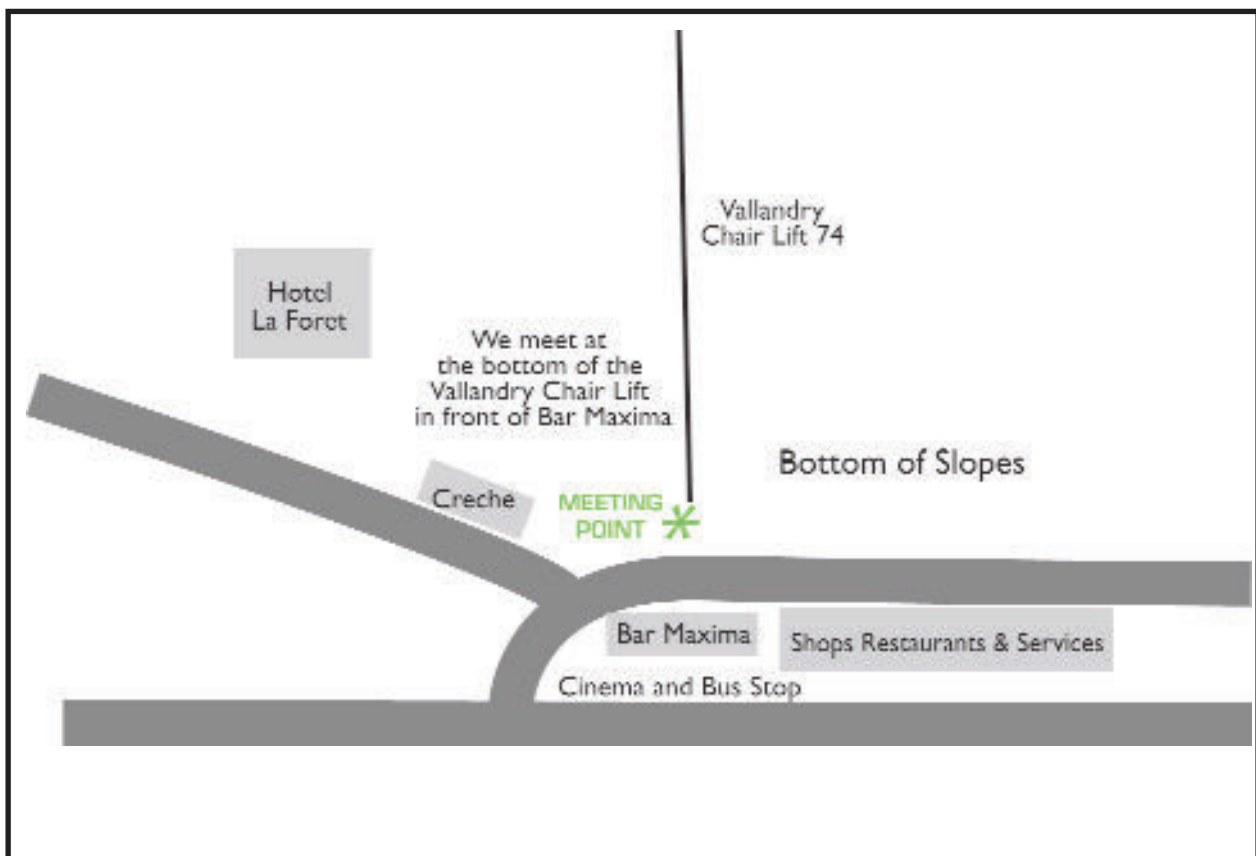 Vallandry
Chair Lift 74
Hotel
La Foret
We meet at
the bottom of the
Vallandry Chair Lift
in front of Bar Maxima
Bottom of Slopes
Creche
MEETING
POINT
Bar Maxima
Shops Restaurants & Services
Cinema and Bus Stop